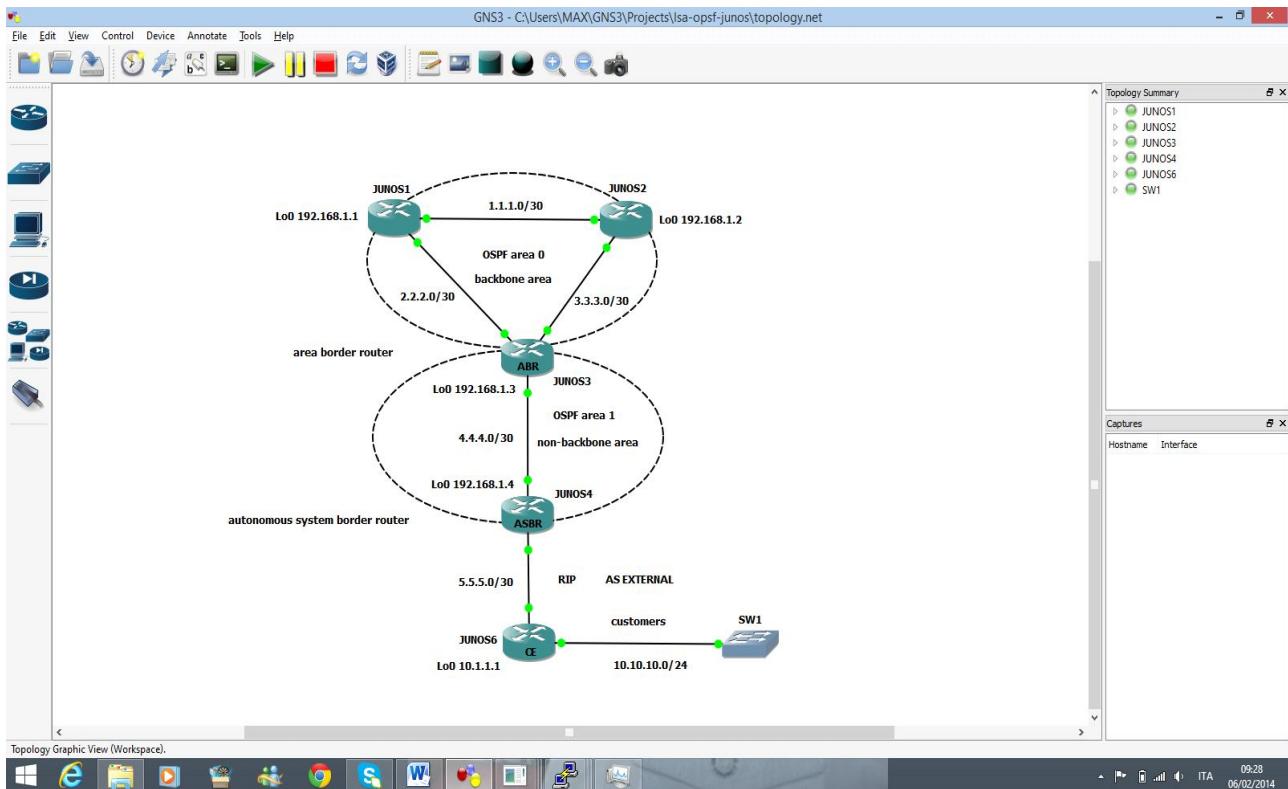 GNS3 - C:\Users\MAX\GNS3\Projects\lsa-opsf-junos\topology.net
File Edit View Control Device Annotate Tools Help
Topology Summary
JUNOS1
JUNOS2
JUNOS3
JUNOS4
JUNOS6
SW1
JUNOS1
JUNOS2
Lo0 192.168.1.1
1.1.1.0/30
Lo0 192.168.1.2
OSPF area 0
backbone area
2.2.2.0/30
3.3.3.0/30
area border router
ABR
JUNOS3
Lo0 192.168.1.3
OSPF area 1
4.4.4.0/30
non-backbone area
Lo0 192.168.1.4
JUNOS4
autonomous system border router
ASBR
5.5.5.0/30
RIP AS EXTERNAL
customers
SW1
JUNOS6
CE
Lo0 10.1.1.1
10.10.10.0/24
Captures
Hostname Interface
Topology Graphic View (Workspace).
ITA
09:28
06/02/2014